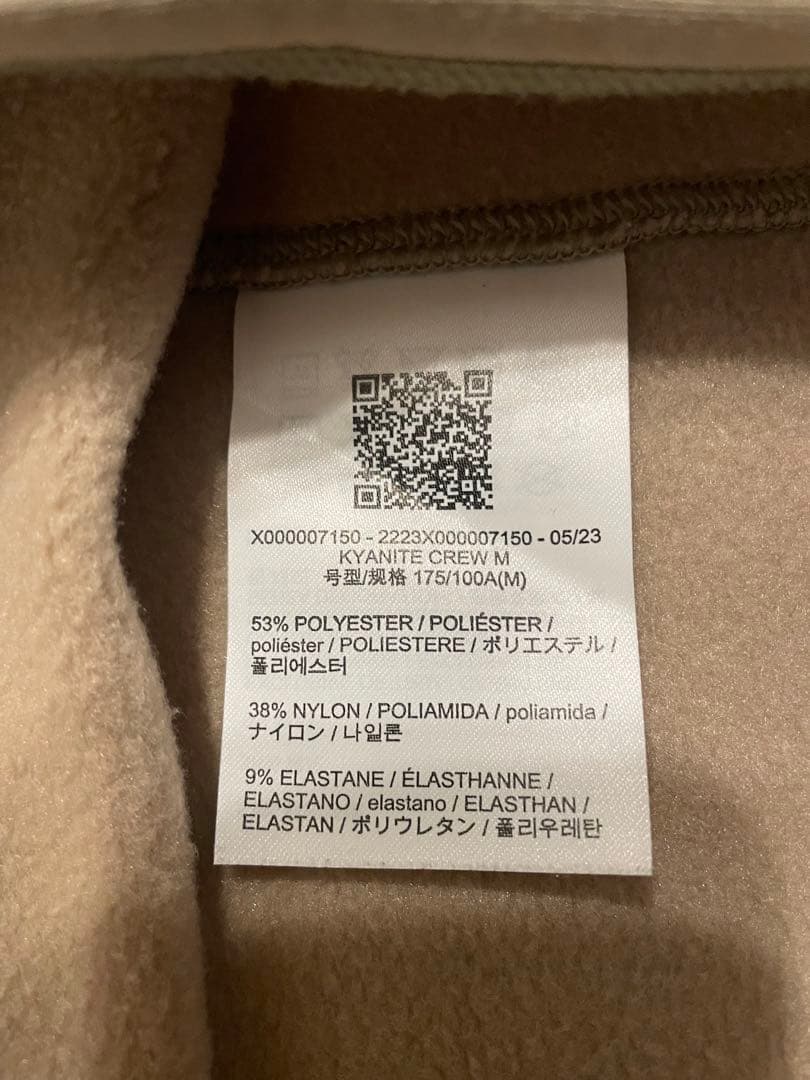 X000007150 - 2223X000007150 - 05/23
KYANITE CREW M
号型/规格 175/100A(M)
53% POLYESTER / POLIÉSTER /
poliéster / POLIESTERE / ポリエステル /
폴리에스터
38% NYLON / POLIAMIDA / poliamida /
ナイロン / 나일론
9% ELASTANE / ÉLASTHANNE /
ELASTANO / elastano / ELASTHAN /
ELASTAN / ポリウレタン / 폴리우레탄